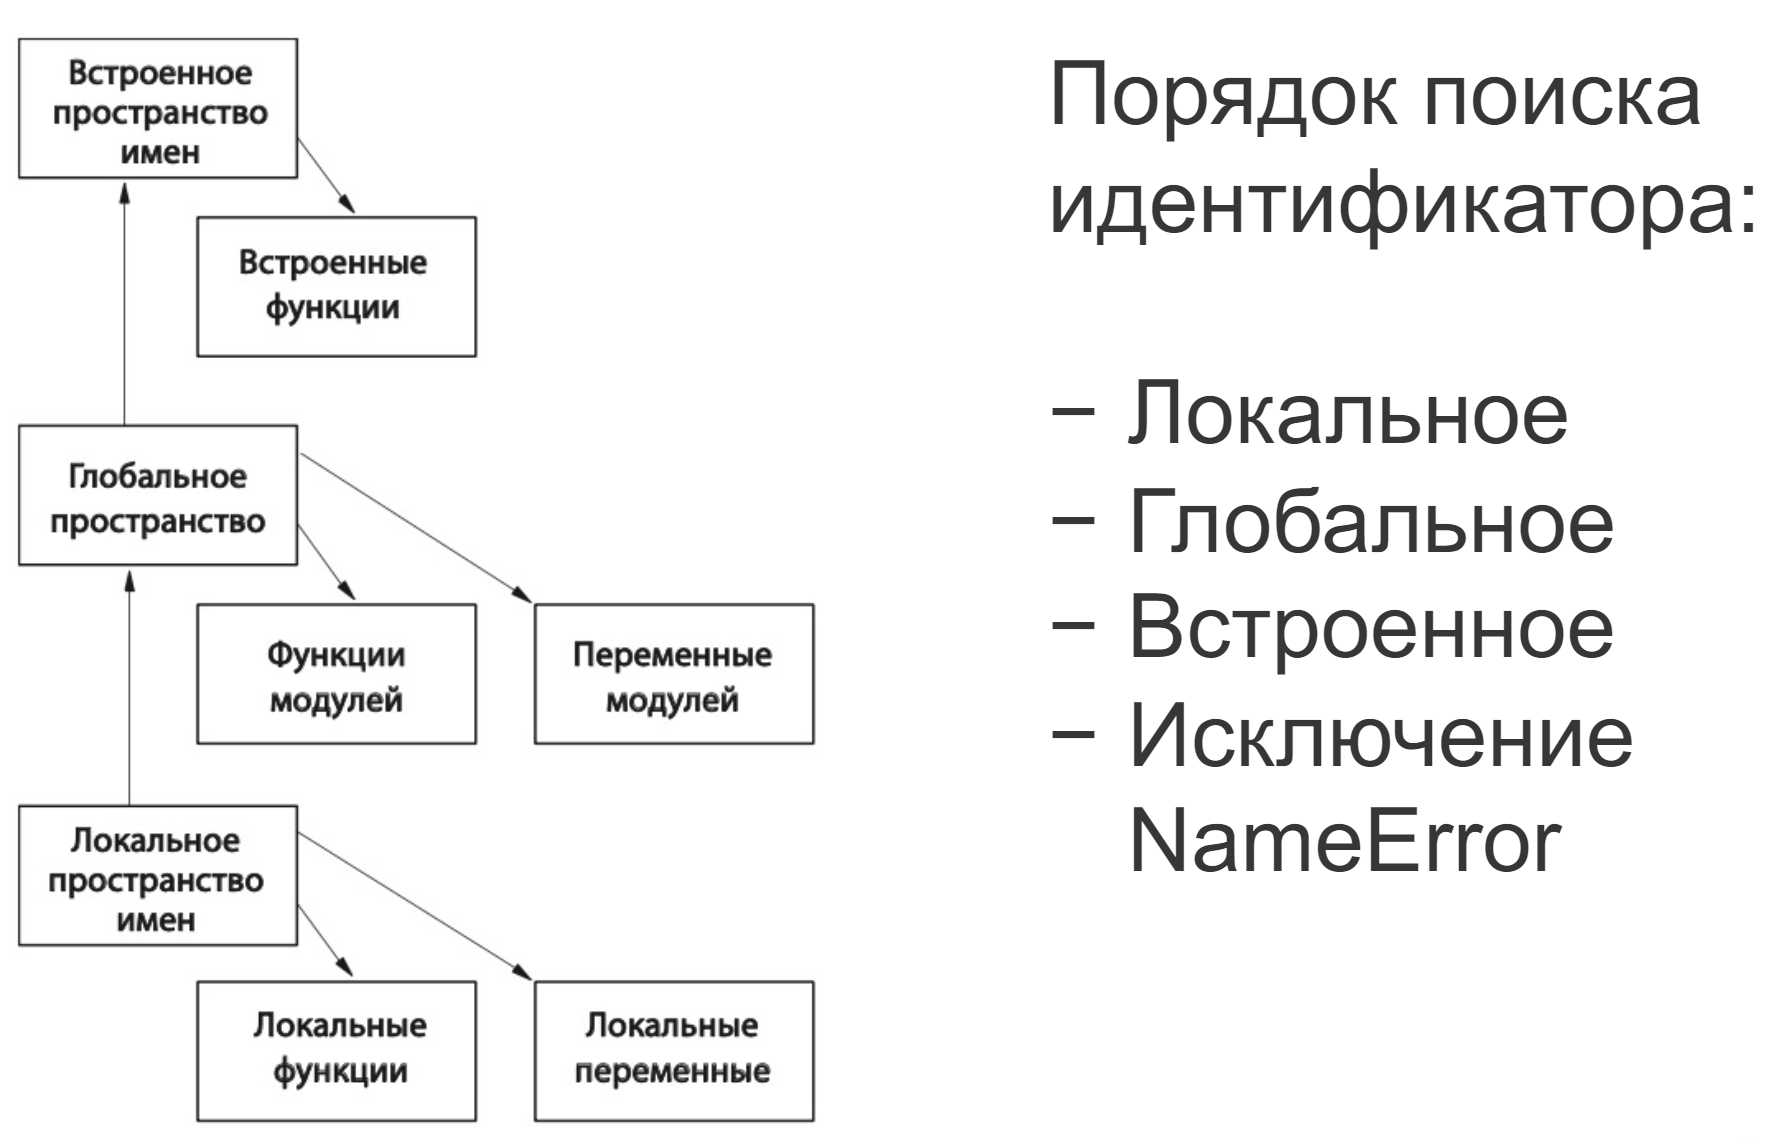 Встроенное
пространство
имен
Встроенные
функции
Глобальное
пространство
Функции
модулей
Переменные
модулей
Локальное
пространство
имен
Локальные
функции
Локальные
переменные
Порядок поиска
идентификатора:
− Локальное
− Глобальное
− Встроенное
− Исключение
NameError